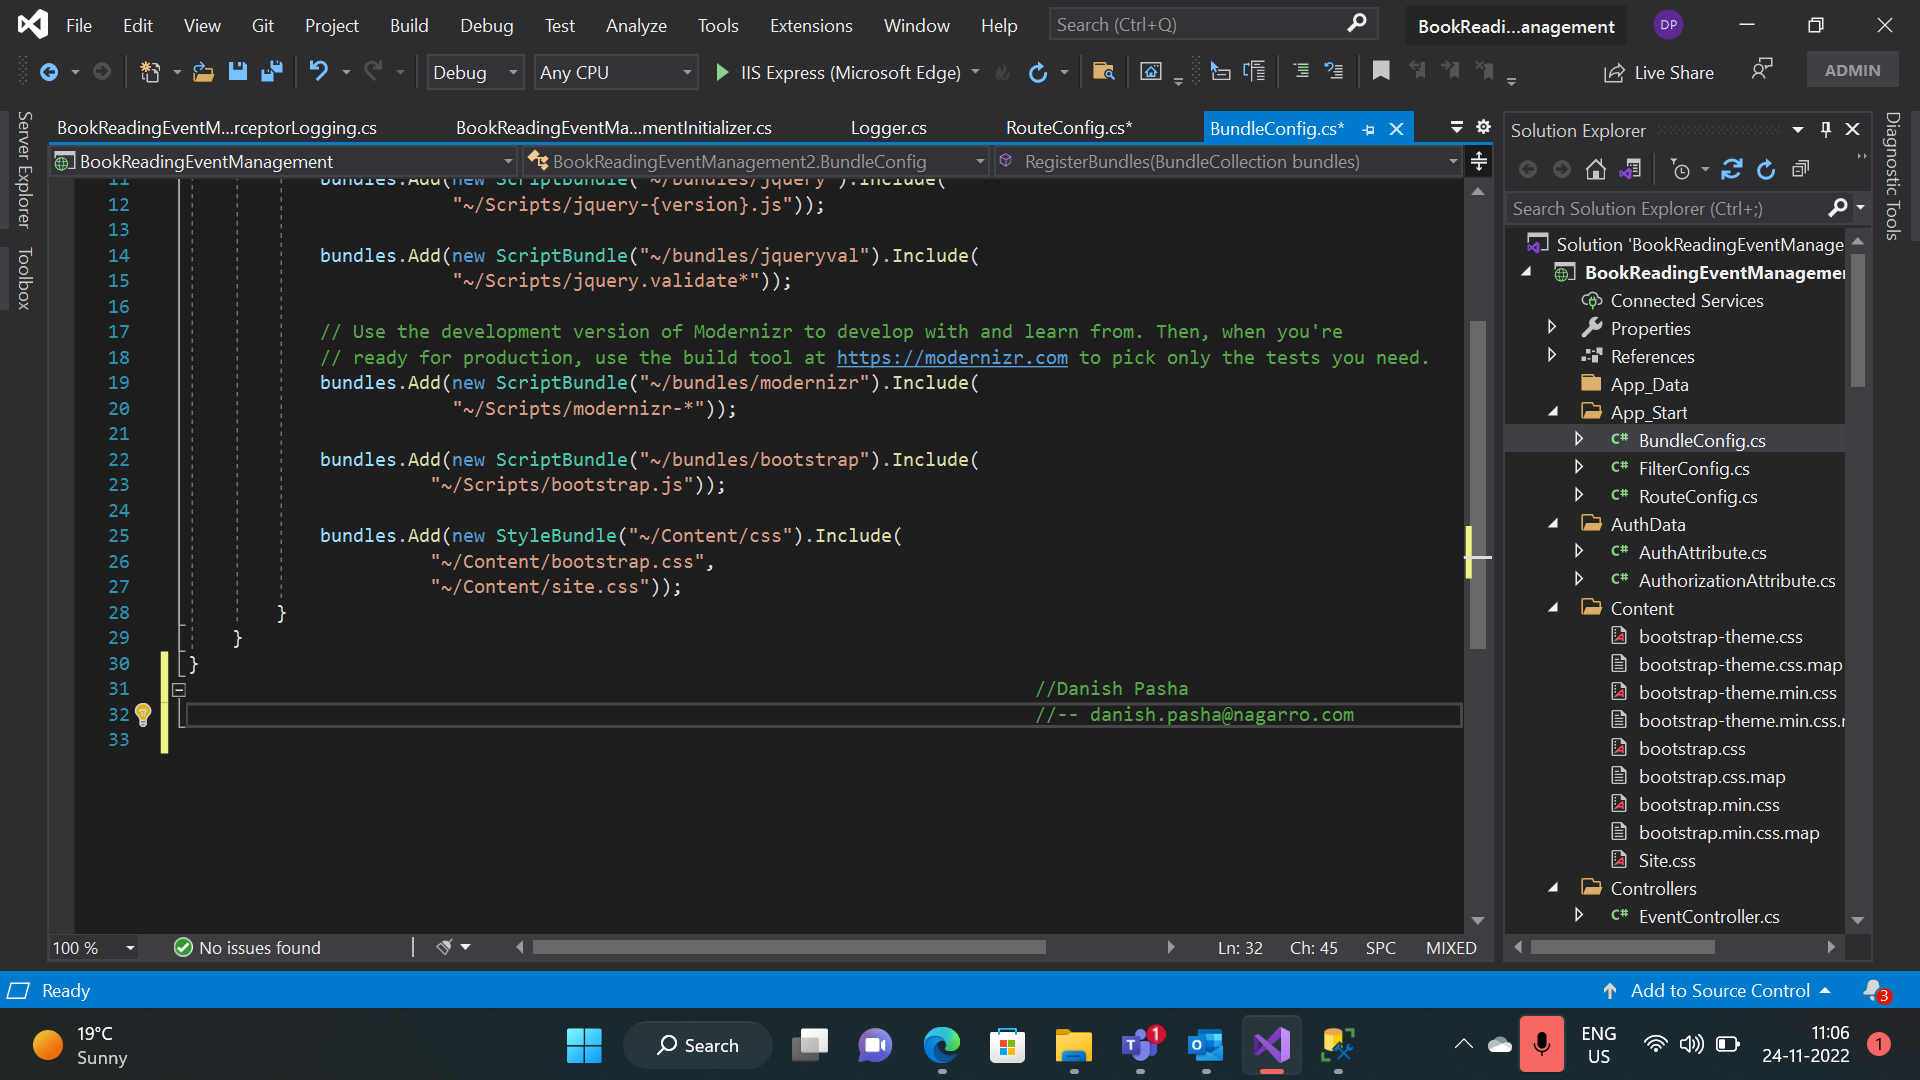 File Edit View Git Project Build Debug Test Analyze Tools Extensions Window Help Search (Ctrl+Q) BookReadi...anagement DP
Debug Any CPU IIS Express (Microsoft Edge) Live Share ADMIN
Server Explorer
Toolbox
BookReadingEventM...rceptorLogging.cs BookReadingEventMa...mentInitializer.cs Logger.cs RouteConfig.cs* BundleConfig.cs*
BookReadingEventManagement BookReadingEventManagement2.BundleConfig RegisterBundles(BundleCollection bundles)
11 bundles.Add(new ScriptBundle("~/bundles/jquery").Include(
12 "~/Scripts/jquery-{version}.js"));
13
14 bundles.Add(new ScriptBundle("~/bundles/jqueryval").Include(
15 "~/Scripts/jquery.validate*"));
16
17 // Use the development version of Modernizr to develop with and learn from. Then, when you're
18 // ready for production, use the build tool at https://modernizr.com to pick only the tests you need.
19 bundles.Add(new ScriptBundle("~/bundles/modernizr").Include(
20 "~/Scripts/modernizr-*"));
21
22 bundles.Add(new ScriptBundle("~/bundles/bootstrap").Include(
23 "~/Scripts/bootstrap.js"));
24
25 bundles.Add(new StyleBundle("~/Content/css").Include(
26 "~/Content/bootstrap.css",
27 "~/Content/site.css"));
28 }
29 }
30 }
31 //Danish Pasha
32 //-- danish.pasha@nagarro.com
33
100 % No issues found Ln: 32 Ch: 45 SPC MIXED
Solution Explorer
Search Solution Explorer (Ctrl+;)
Solution 'BookReadingEventManage
BookReadingEventManagemen
Connected Services
Properties
References
App_Data
App_Start
C# BundleConfig.cs
C# FilterConfig.cs
C# RouteConfig.cs
AuthData
C# AuthAttribute.cs
C# AuthorizationAttribute.cs
Content
bootstrap-theme.css
bootstrap-theme.css.map
bootstrap-theme.min.css
bootstrap-theme.min.css.r
bootstrap.css
bootstrap.css.map
bootstrap.min.css
bootstrap.min.css.map
Site.css
Controllers
C# EventController.cs
Diagnostic Tools
Ready Add to Source Control 3
19°C
Sunny
Search
1
ENG
US
11:06
24-11-2022
1